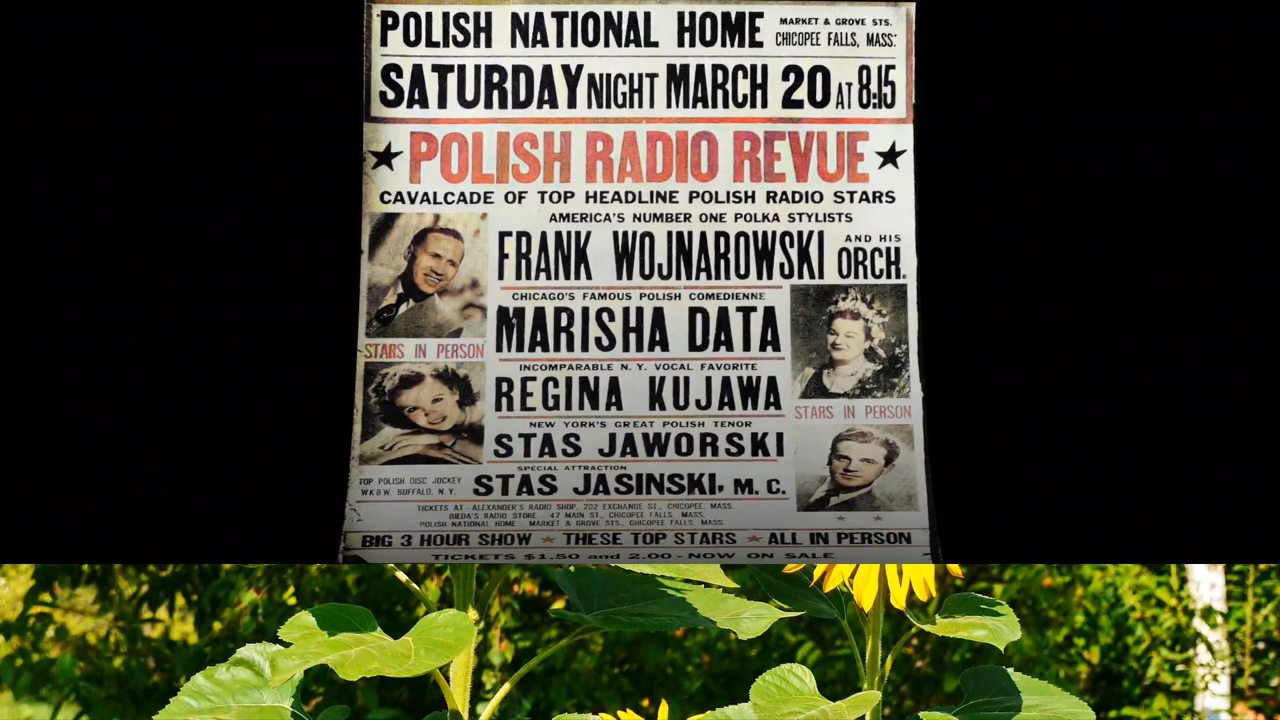 POLISH NATIONAL HOME MARKET & GROVE STS.
CHICOPEE FALLS, MASS.
SATURDAY NIGHT MARCH 20 AT 8:15
POLISH RADIO REVUE
CAVALCADE OF TOP HEADLINE POLISH RADIO STARS
AMERICA'S NUMBER ONE POLKA STYLISTS
FRANK WOJNAROWSKI AND HIS ORCH.
CHICAGO'S FAMOUS POLISH COMEDIENNE
MARISHA DATA
STARS IN PERSON
INCOMPARABLE N. Y. VOCAL FAVORITE
REGINA KUJAWA
STARS IN PERSON
NEW YORK'S GREAT POLISH TENOR
STAS JAWORSKI
SPECIAL ATTRACTION
TOP POLISH DISC JOCKEY
WKBW, BUFFALO, N. Y.
STAS JASINSKI, M. C.
TICKETS AT - ALEXANDER'S RADIO SHOP, 202 EXCHANGE ST., CHICOPEE, MASS.
BIEDA'S RADIO STORE - 47 MAIN ST., CHICOPEE FALLS, MASS.
POLISH NATIONAL HOME - MARKET & GROVE STS., CHICOPEE FALLS, MASS.
BIG 3 HOUR SHOW THESE TOP STARS ALL IN PERSON
TICKETS $1.50 and 2.00 - NOW ON SALE